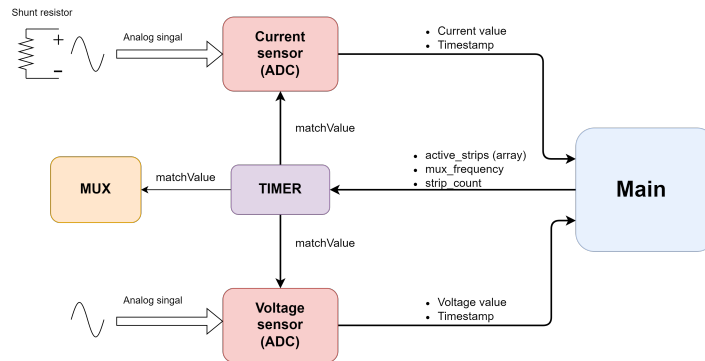 Shunt resistor
Analog singal
Current
sensor
(ADC)
• Current value
• Timestamp
matchValue
MUX
matchValue
TIMER
• active_strips (array)
• mux_frequency
• strip_count
Main
matchValue
Analog singal
Voltage
sensor
(ADC)
• Voltage value
• Timestamp